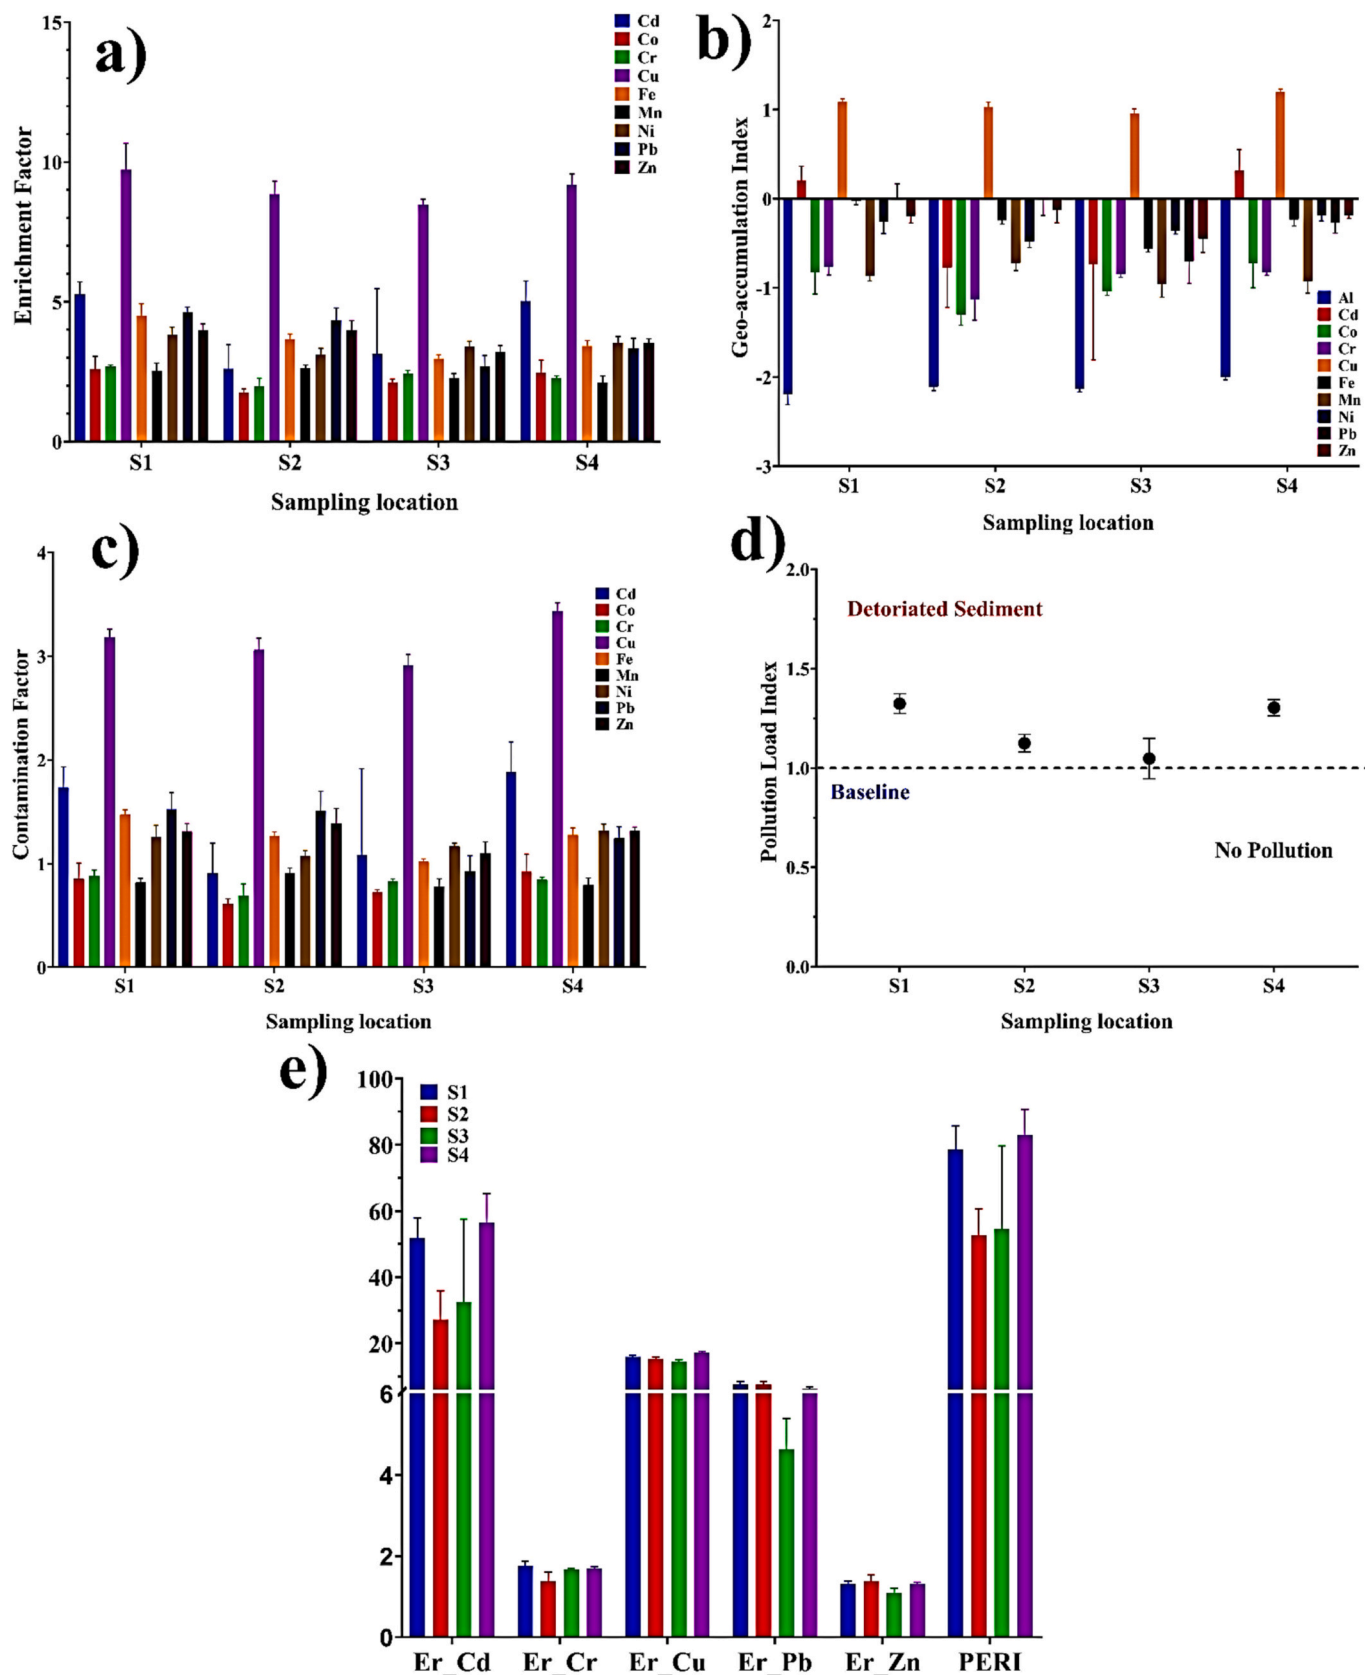 a)
Enrichment Factor
15
10
5
0
Cd
Co
Cr
Cu
Fe
Mn
Ni
Pb
Zn
S1 S2 S3 S4
Sampling location
b)
Geo-accumulation Index
2
1
0
-1
-2
-3
Al
Cd
Co
Cr
Cu
Fe
Mn
Ni
Pb
Zn
S1 S2 S3 S4
Sampling location
c)
Contamination Factor
4
3
2
1
0
Cd
Co
Cr
Cu
Fe
Mn
Ni
Pb
Zn
S1 S2 S3 S4
Sampling location
d)
Pollution Load Index
2.0
1.5
1.0
0.5
0.0
Detoriated Sediment
Baseline
No Pollution
S1 S2 S3 S4
Sampling location
e)
100
80
60
40
20
6
4
2
0
S1
S2
S3
S4
Er_Cd Er_Cr Er_Cu Er_Pb Er_Zn PERI